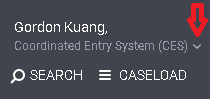 Gordon Kuang,
Coordinated Entry System (CES)
SEARCH CASELOAD